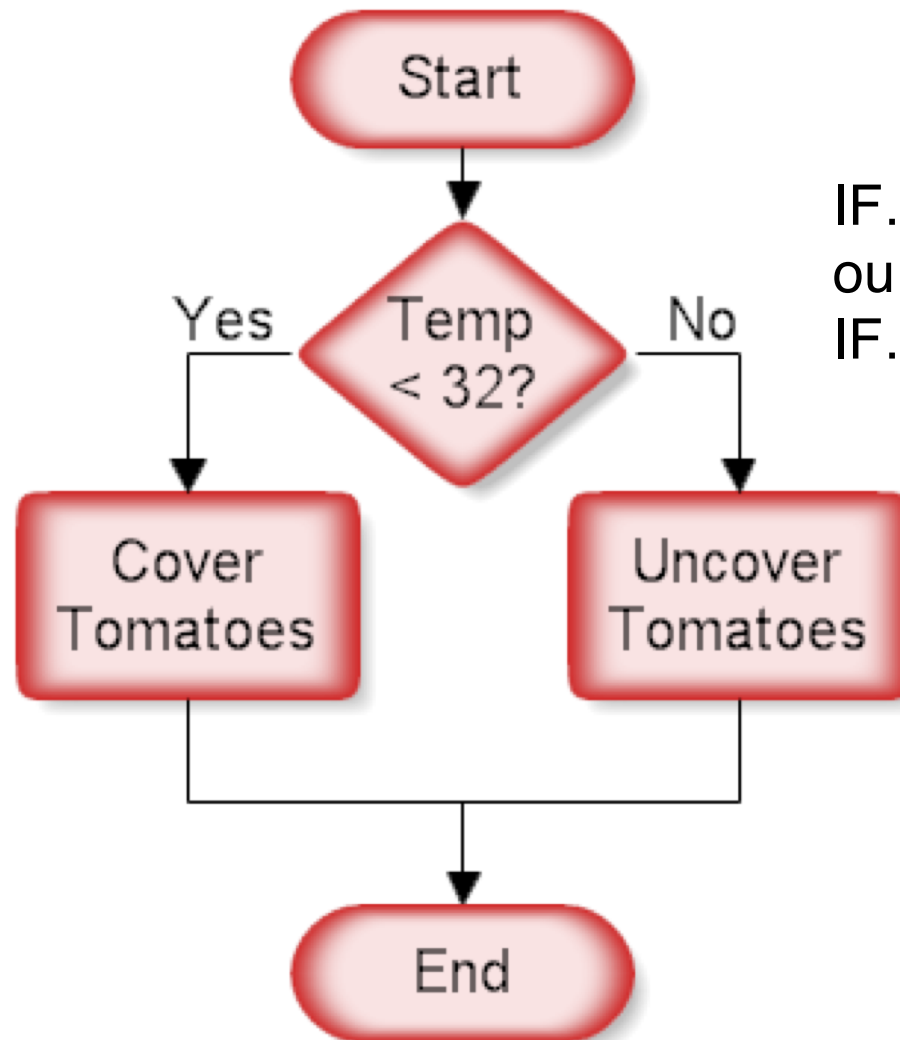 Start
IF.
ou
IF.
Yes
Temp
< 32?
No
Cover
Tomatoes
Uncover
Tomatoes
End